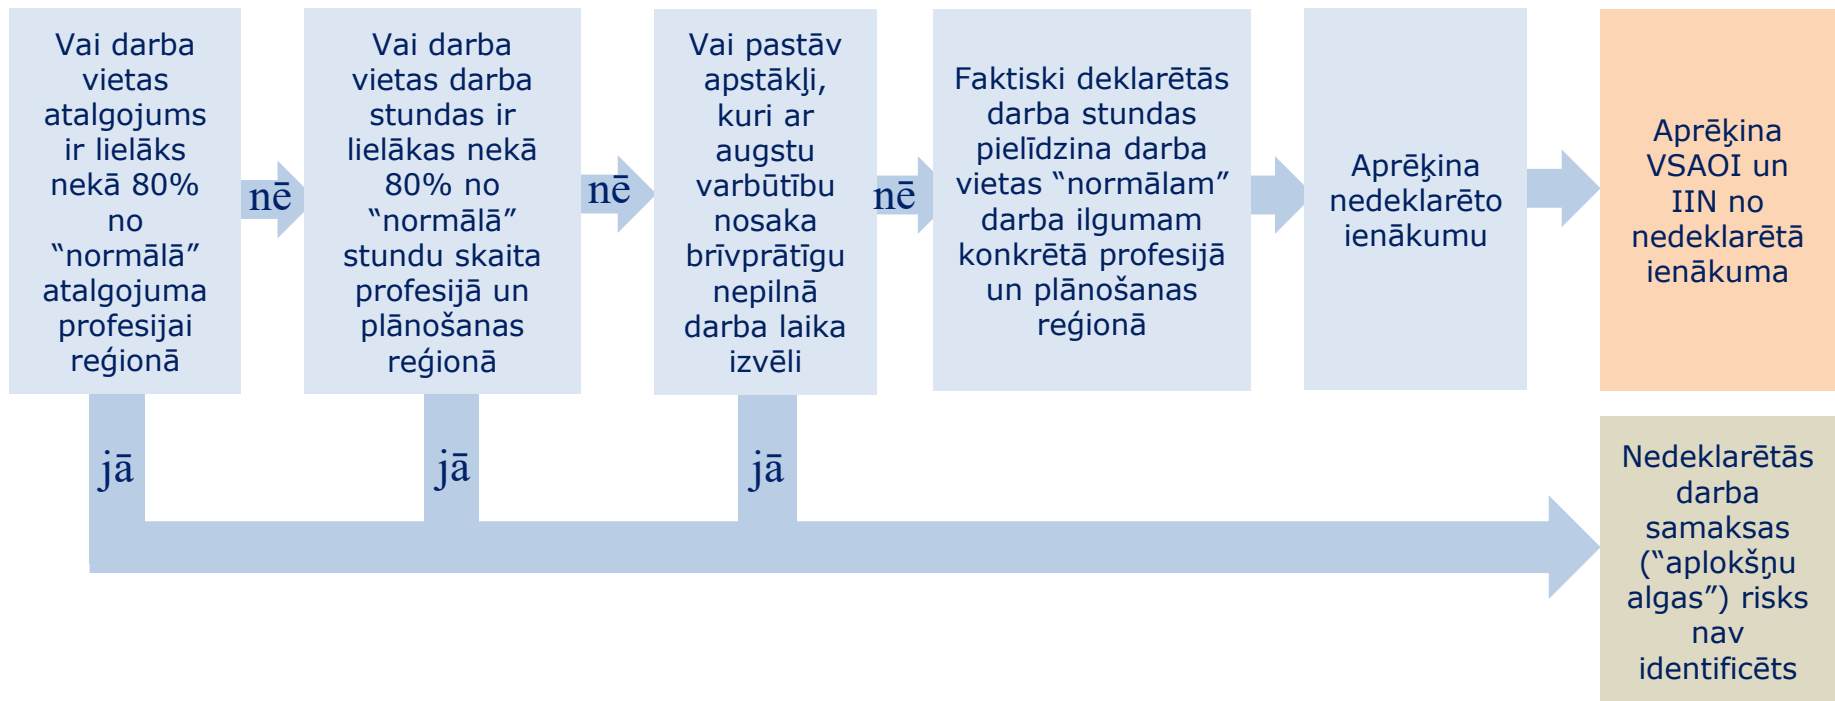 Vai darba
vietas
atalgojums
ir lielāks
nekā 80%
no
“normālā”
atalgojuma
profesijai
reģionā
nē
Vai darba
vietas darba
stundas ir
lielākas nekā
80% no
“normālā”
stundu skaita
profesijā un
plānošanas
reģionā
nē
Vai pastāv
apstākļi,
kuri ar
augstu
varbūtību
nosaka
brīvprātīgu
nepilnā
darba laika
izvēli
nē
Faktiski deklarētās
darba stundas
pielīdzina darba
vietas “normālam”
darba ilgumam
konkrētā profesijā
un plānošanas
reģionā
Aprēķina
nedeklarēto
ienākumu
Aprēķina
VSAOI un
IIN no
nedeklarētā
ienākuma
jā
jā
jā
Nedeklarētās
darba
samaksas
(“aplokšņu
algas”) risks
nav
identificēts